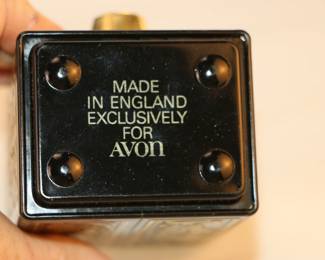 MADE
IN ENGLAND
EXCLUSIVELY
FOR
AVON